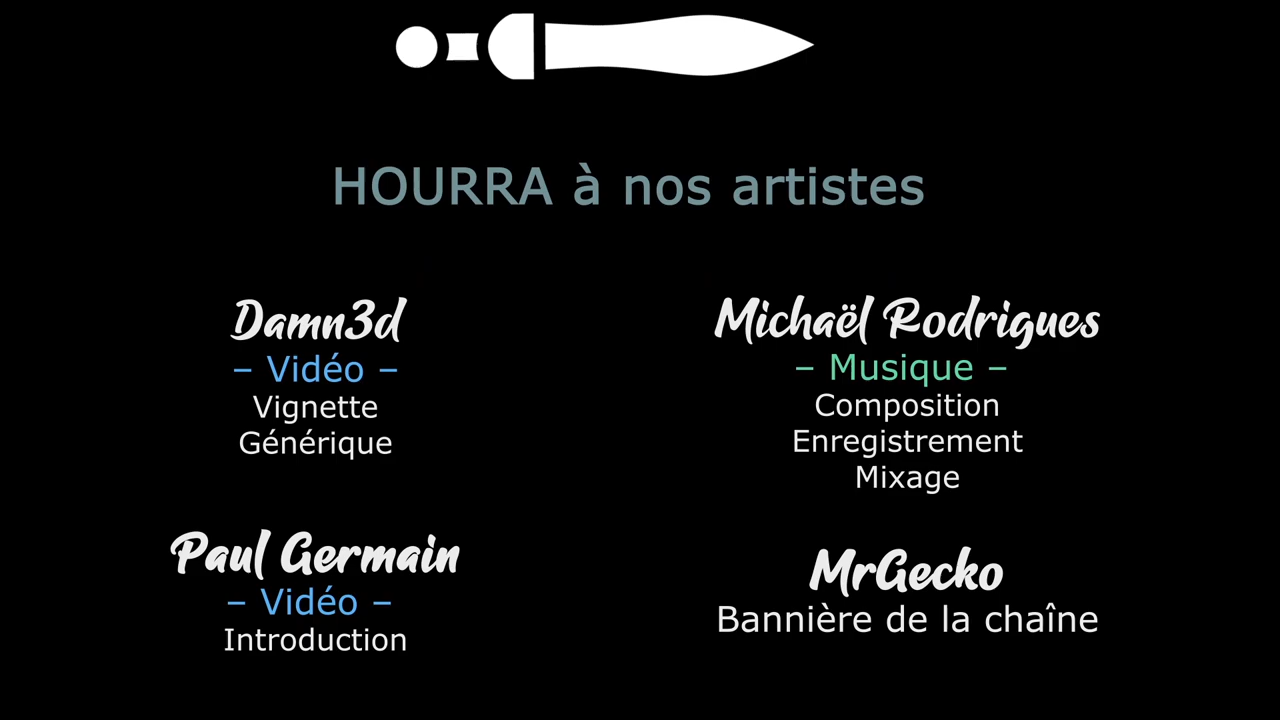 HOURRA à nos artistes
Damn3d
– Vidéo –
Vignette
Générique
Michaël Rodrigues
– Musique –
Composition
Enregistrement
Mixage
Paul Germain
– Vidéo –
Introduction
MrGecko
Bannière de la chaîne